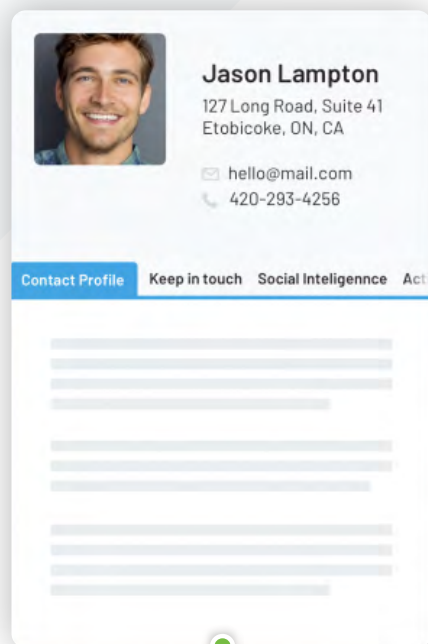 Jason Lampton
127 Long Road, Suite 41
Etobicoke, ON, CA
hello@mail.com
420-293-4256
Contact Profile Keep in touch Social Inteligennce Act